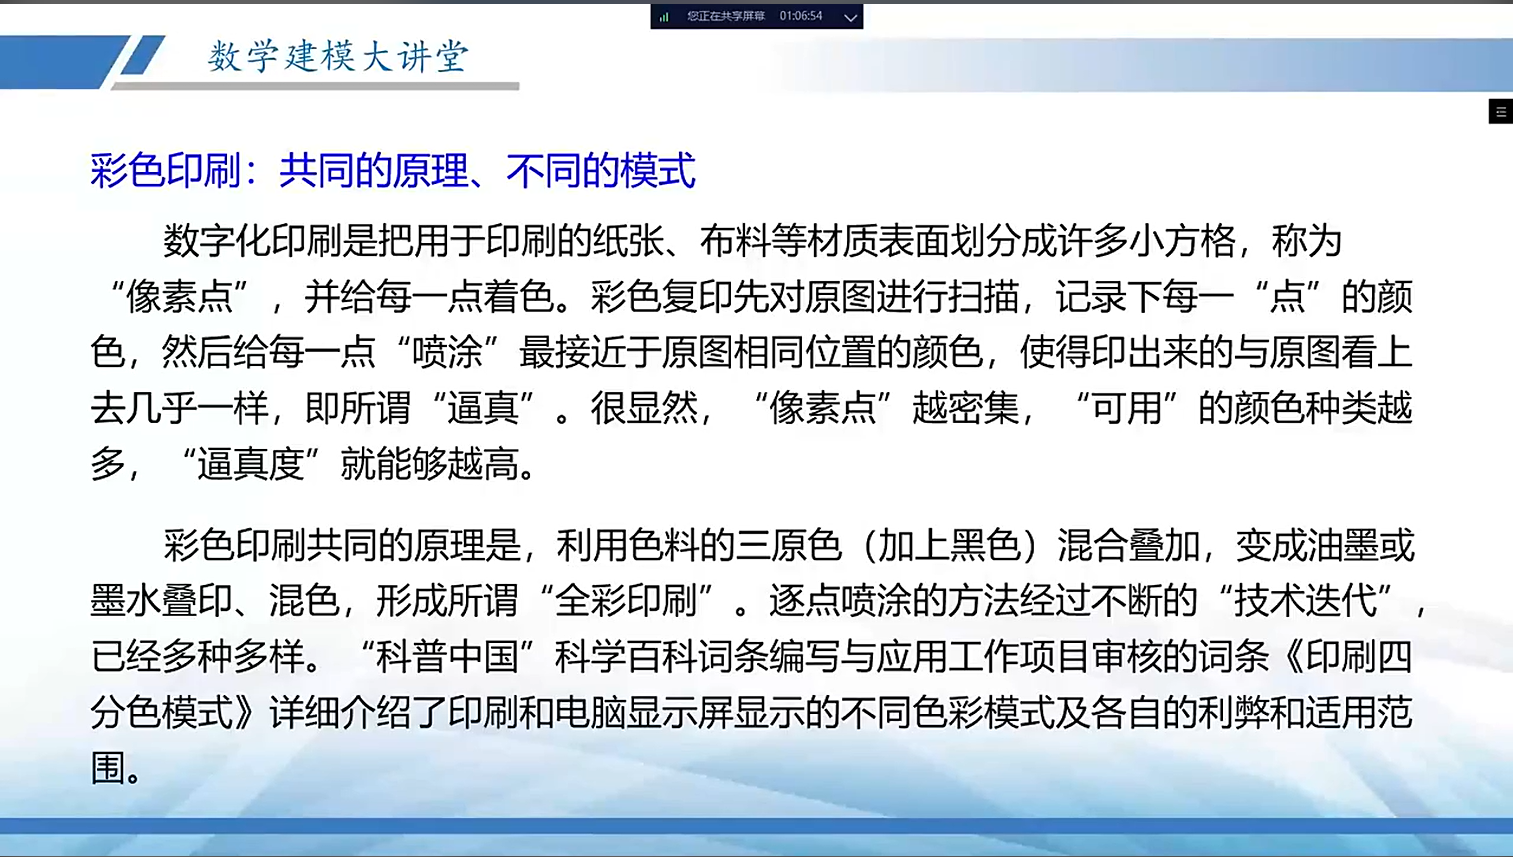 您正在共享屏幕 01:06:54
数学建模大讲堂
彩色印刷：共同的原理、不同的模式
数字化印刷是把用于印刷的纸张、布料等材质表面划分成许多小方格，称为
“像素点”，并给每一点着色。彩色复印先对原图进行扫描，记录下每一“点”的颜
色，然后给每一点“喷涂”最接近于原图相同位置的颜色，使得印出来的与原图看上
去几乎一样，即所谓“逼真”。很显然，“像素点”越密集，“可用”的颜色种类越
多，“逼真度”就能够越高。
彩色印刷共同的原理是，利用色料的三原色（加上黑色）混合叠加，变成油墨或
墨水叠印、混色，形成所谓“全彩印刷”。逐点喷涂的方法经过不断的“技术迭代”，
已经多种多样。“科普中国”科学百科词条编写与应用工作项目审核的词条《印刷四
分色模式》详细介绍了印刷和电脑显示屏显示的不同色彩模式及各自的利弊和适用范
围。